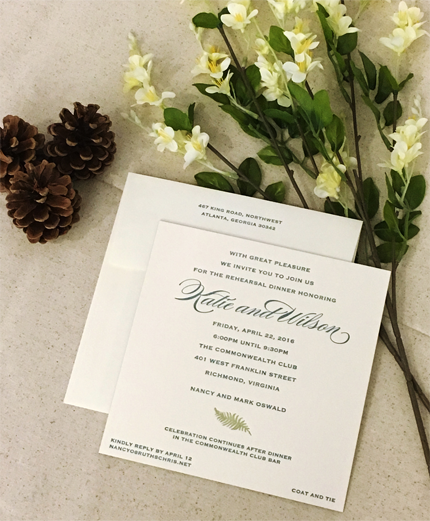 467 KING ROAD, NORTHWEST
ATLANTA, GEORGIA 30342
WITH GREAT PLEASURE
WE INVITE YOU TO JOIN US
FOR THE REHEARSAL DINNER HONORING
Katie and Wilson
FRIDAY, APRIL 22, 2016
6:00PM UNTIL 9:30PM
THE COMMONWEALTH CLUB
401 WEST FRANKLIN STREET
RICHMOND, VIRGINIA
NANCY AND MARK OSWALD
CELEBRATION CONTINUES AFTER DINNER
IN THE COMMONWEALTH CLUB BAR
KINDLY REPLY BY APRIL 12
NANCY@RUTHSCHRIS.NET
COAT AND TIE